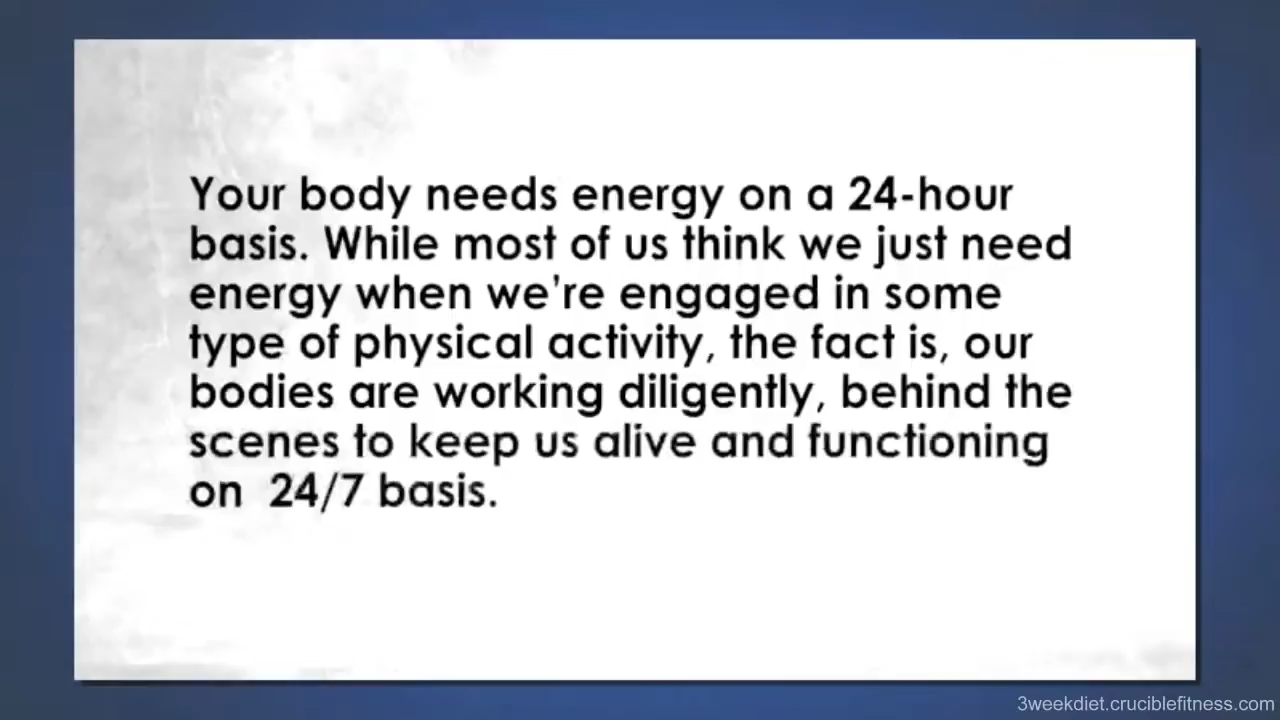 Your body needs energy on a 24-hour
basis. While most of us think we just need
energy when we're engaged in some
type of physical activity, the fact is, our
bodies are working diligently, behind the
scenes to keep us alive and functioning
on  24/7 basis.
3weekdiet.cruciblefitness.com